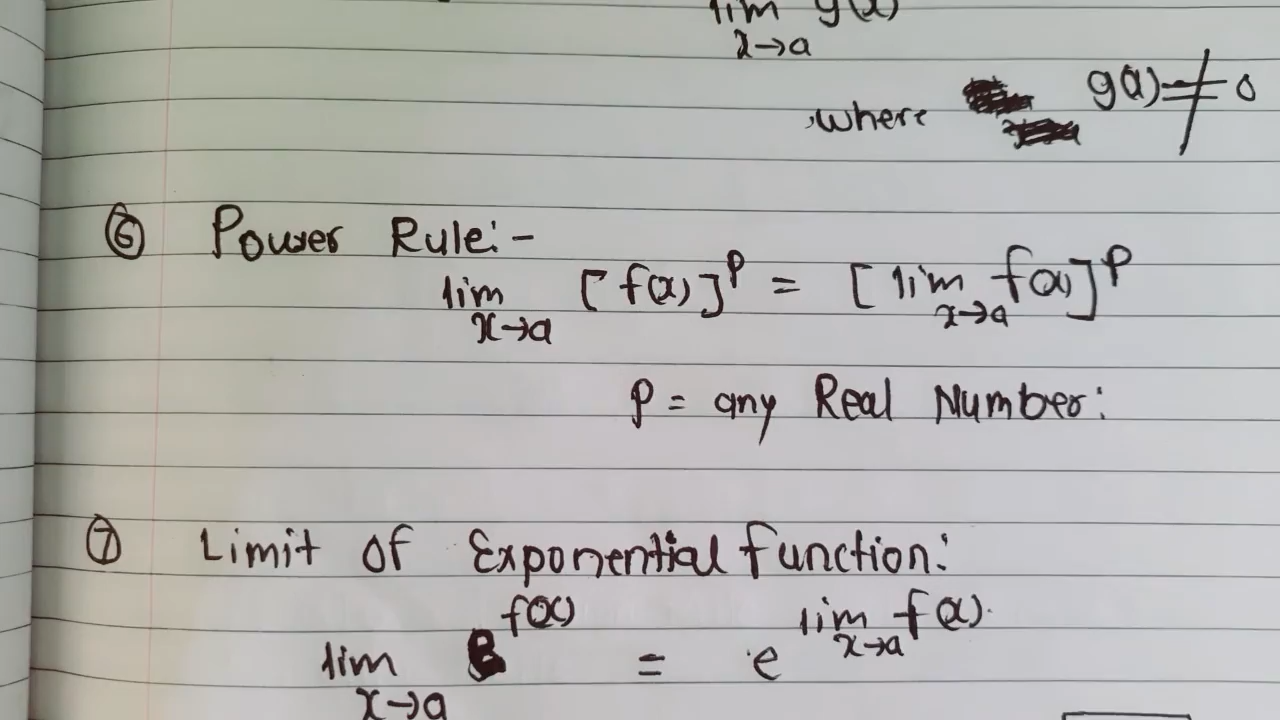 lim g(x)
x→a
where g(x) ≠ 0
⑥ Power Rule:-
lim [f(x)]^p = [lim f(x)]^p
x→a x→a
p = any Real Number:
⑦ Limit of Exponential function:
lim e^f(x) = e^lim f(x)
x→a x→a